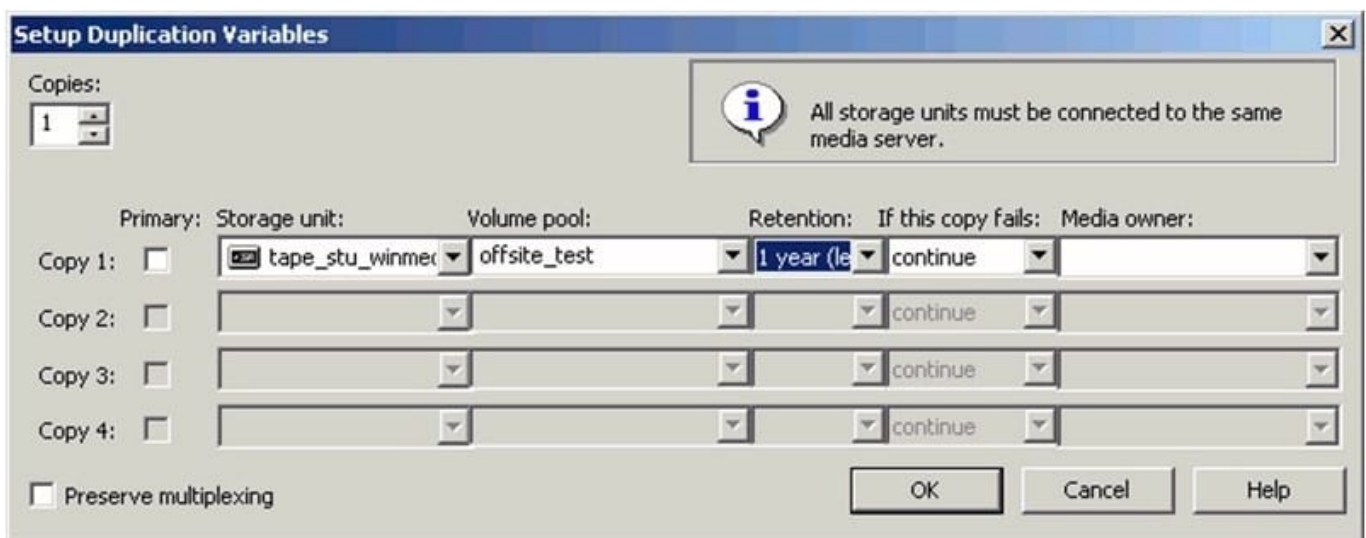 Setup Duplication Variables
Copies:
1
All storage units must be connected to the same
media server.
Primary: Storage unit: Volume pool: Retention: If this copy fails: Media owner:
Copy 1: tape_stu_winmec offsite_test 1 year (le continue
Copy 2: continue
Copy 3: continue
Copy 4: continue
Preserve multiplexing OK Cancel Help